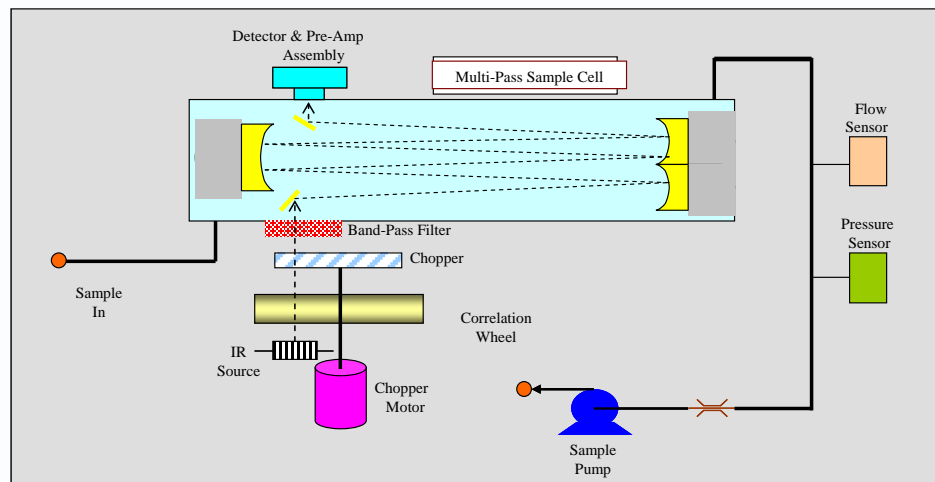 Detector & Pre-Amp
Assembly
Multi-Pass Sample Cell
Flow
Sensor
Band-Pass Filter
Pressure
Sensor
Chopper
Sample
In
Correlation
Wheel
IR
Source
Chopper
Motor
Sample
Pump